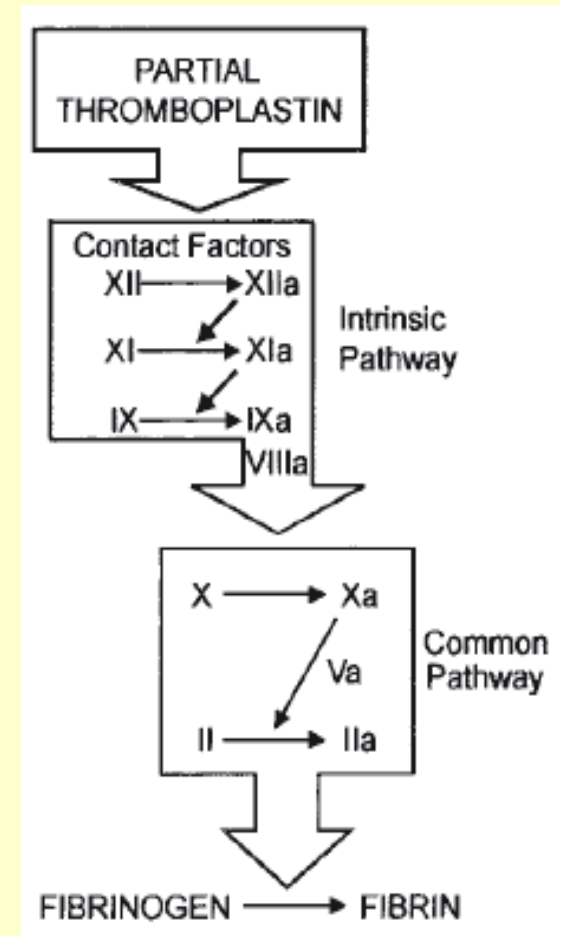 PARTIAL
THROMBOPLASTIN
Contact Factors
XII XIIa
XI XIa
IX IXa
VIIIa
Intrinsic
Pathway
X Xa
Va
II IIa
Common
Pathway
FIBRINOGEN FIBRIN